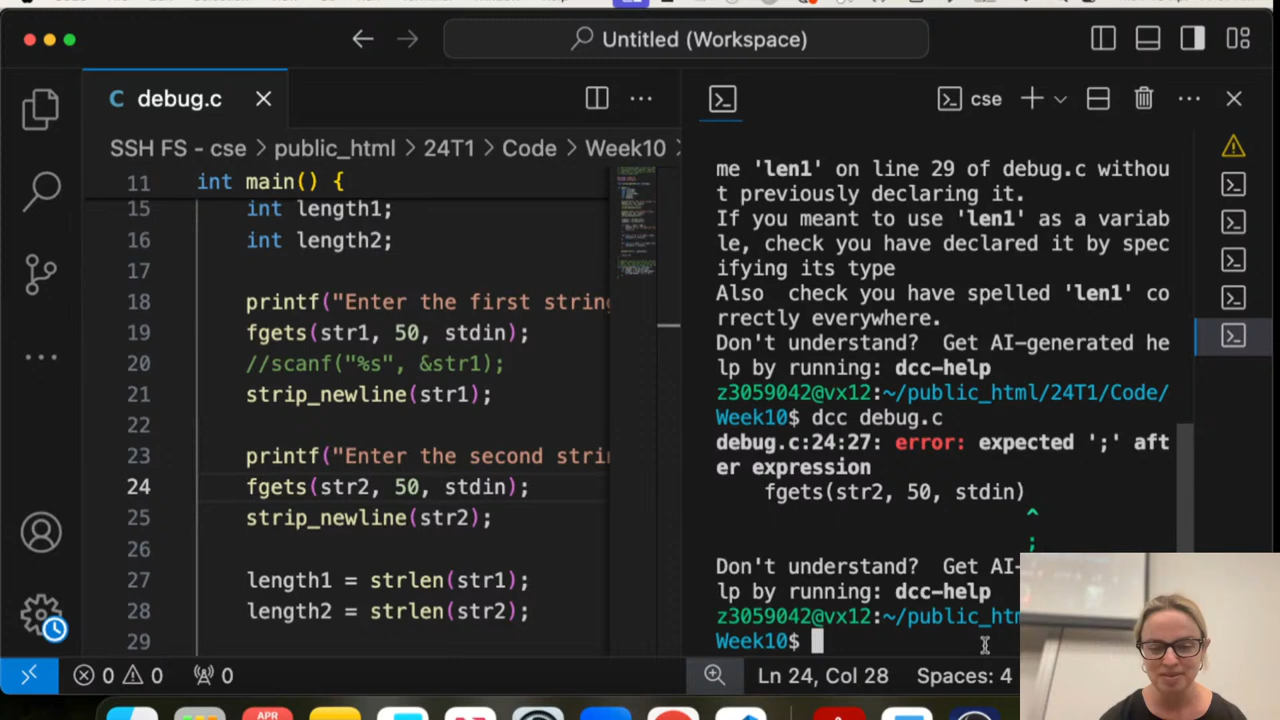 Untitled (Workspace)
debug.c
cse
SSH FS - cse > public_html > 24T1 > Code > Week10 >
11 int main() {
15 int length1;
16 int length2;
17
18 printf("Enter the first string
19 fgets(str1, 50, stdin);
20 //scanf("%s", &str1);
21 strip_newline(str1);
22
23 printf("Enter the second strin
24 fgets(str2, 50, stdin);
25 strip_newline(str2);
26
27 length1 = strlen(str1);
28 length2 = strlen(str2);
29
me 'len1' on line 29 of debug.c withou
t previously declaring it.
If you meant to use 'len1' as a variab
le, check you have declared it by spec
ifying its type
Also  check you have spelled 'len1' co
rrectly everywhere.
Don't understand?  Get AI-generated he
lp by running: dcc-help
z3059042@vx12:~/public_html/24T1/Code/
Week10$ dcc debug.c
debug.c:24:27: error: expected ';' aft
er expression
fgets(str2, 50, stdin)
^
;
Don't understand?  Get AI-
lp by running: dcc-help
z3059042@vx12:~/public_htm
Week10$
0 0 0
Ln 24, Col 28
Spaces: 4
APR